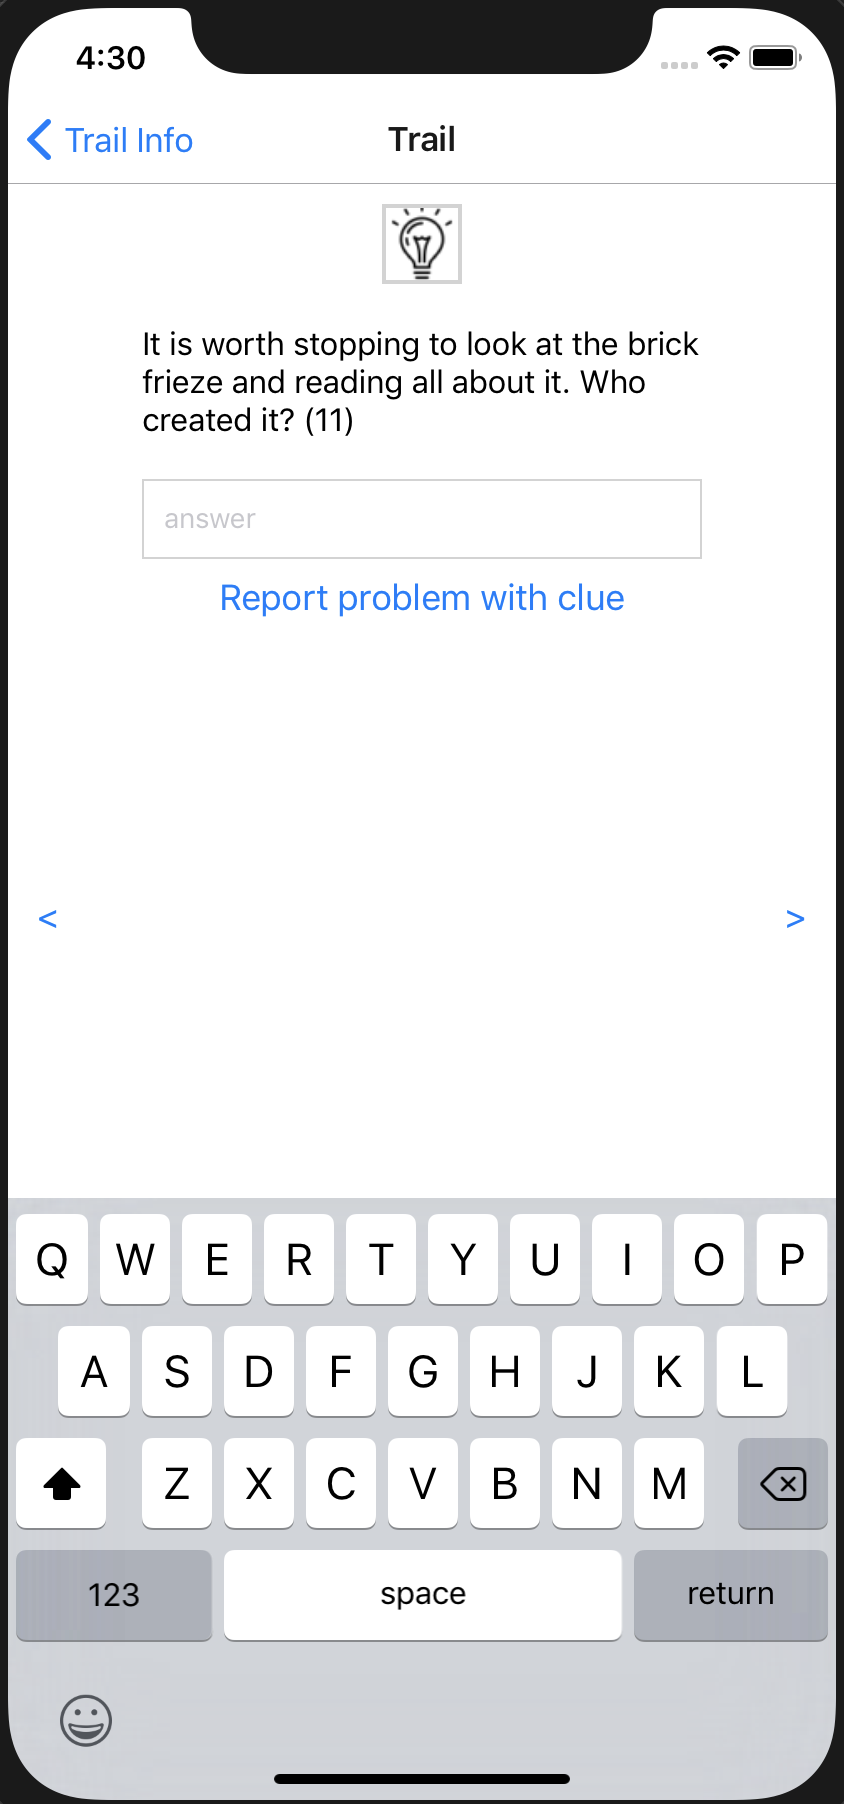 4:30
Trail Info
Trail
It is worth stopping to look at the brick
frieze and reading all about it. Who
created it? (11)
answer
Report problem with clue
< >
Q W E R T Y U I O P
A S D F G H J K L
Z X C V B N M
123 space return